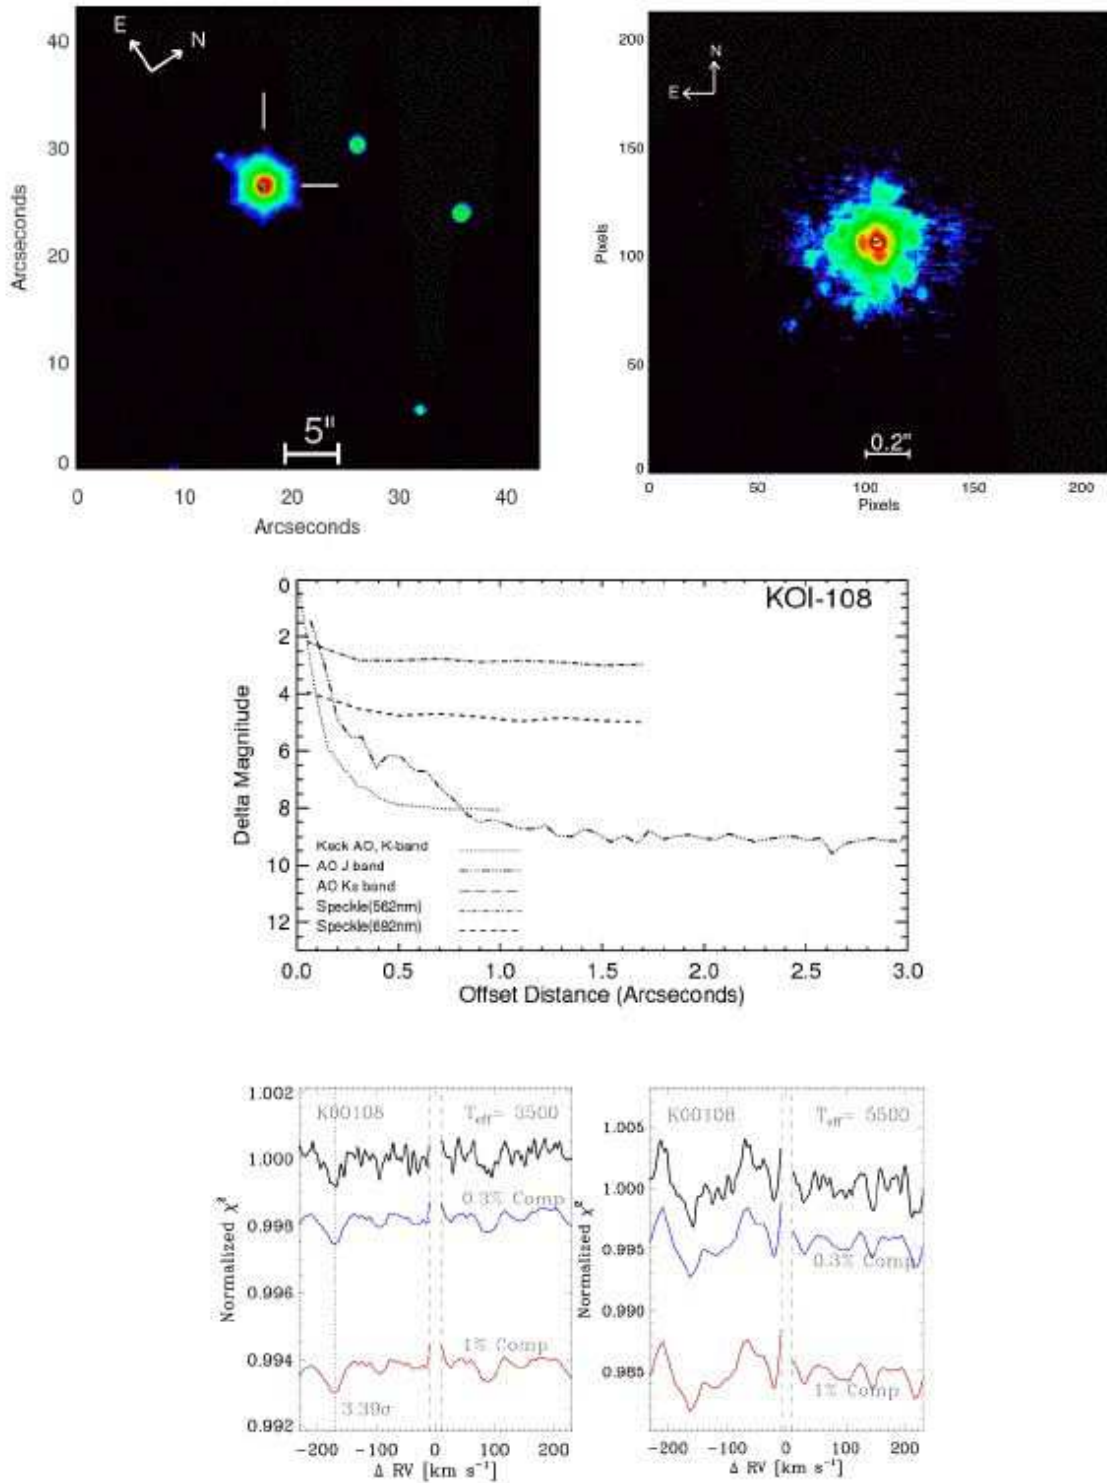 40
30
20
10
0
Arcseconds
E
N
5"
0
10
20
30
40
Arcseconds
200
150
100
50
0
Pixels
N
E
0.2"
0
50
100
150
200
Pixels
KOI-108
0
2
4
6
8
10
12
Delta Magnitude
Keck AO, K-band
AO J band
AO Ks band
Speckle(562nm)
Speckle(692nm)
0.0
0.5
1.0
1.5
2.0
2.5
3.0
Offset Distance (Arcseconds)
K00108
Teff= 3500
1.002
1.000
0.998
0.996
0.994
0.992
Normalized χ²
0.3% Comp
1% Comp
3.39σ
-200
-100
0
100
200
Δ RV [km s⁻¹]
K00108
Teff= 5500
1.005
1.000
0.995
0.990
0.985
Normalized χ²
0.3% Comp
1% Comp
-200
-100
0
100
200
Δ RV [km s⁻¹]